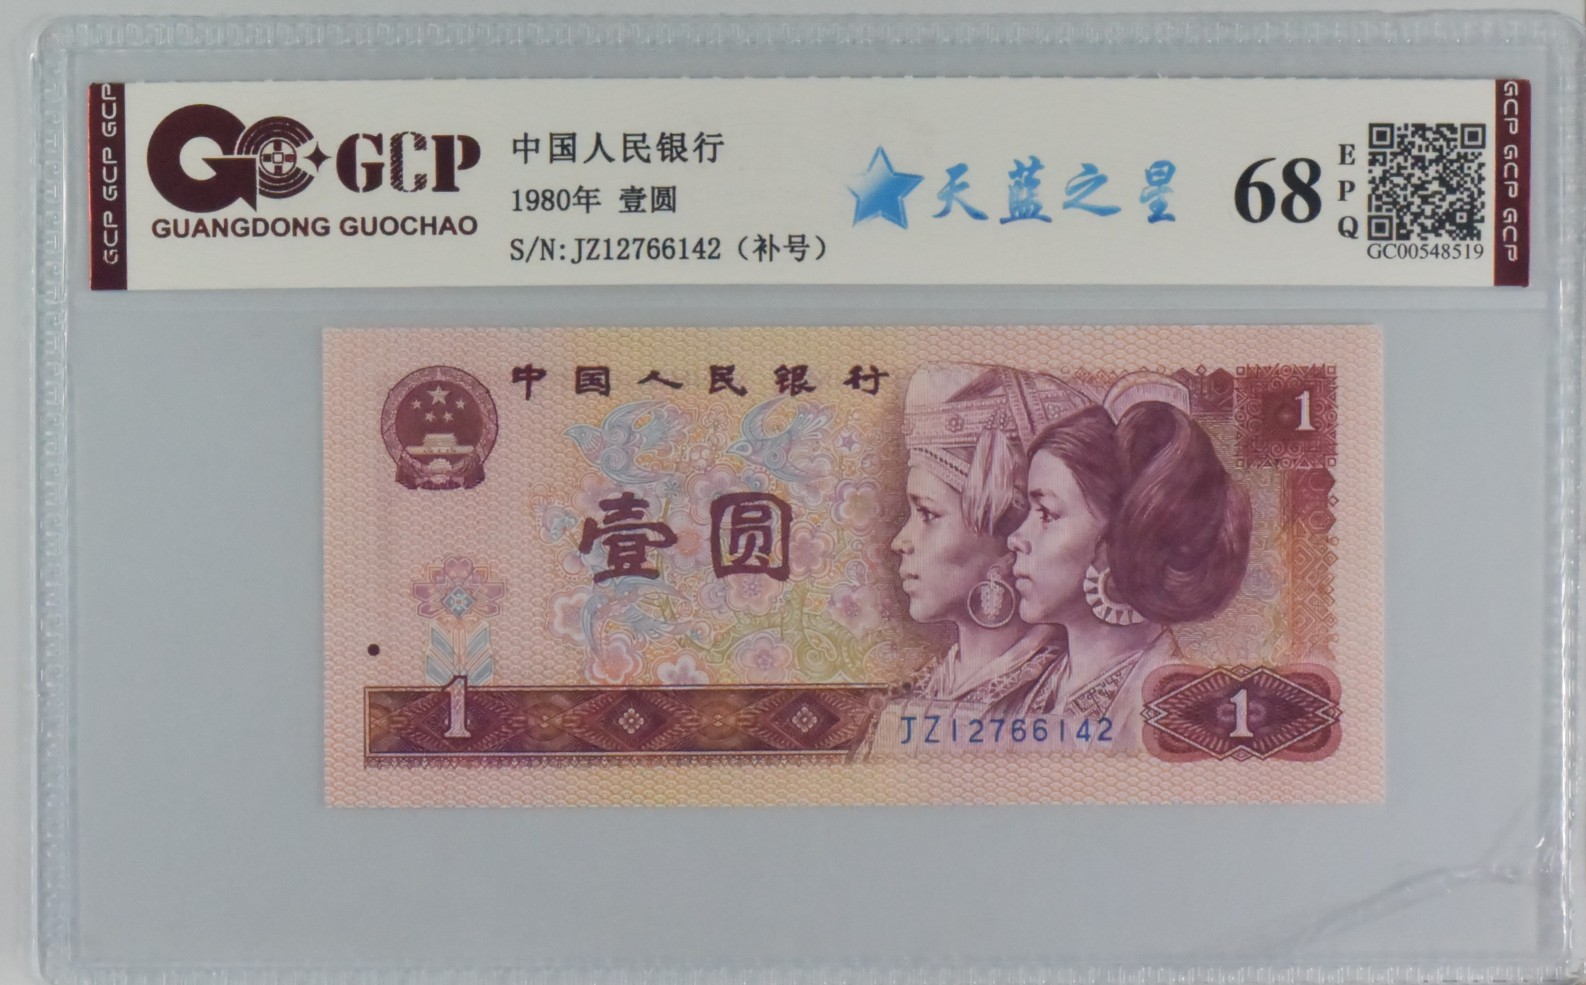 GCP GCP GCP
GCP
GUANGDONG GUOCHAO
中国人民银行
1980年 壹圆
S/N:JZ12766142（补号）
天蓝之星
68
EPQ
GC00548519
GCP GCP GCP
中国人民银行
1
壹圆
1
JZ12766142
1